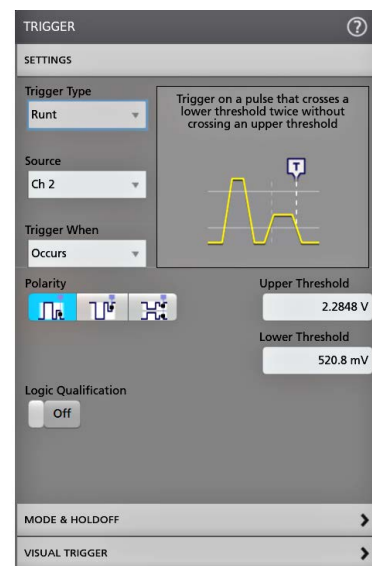 TRIGGER
?
SETTINGS
Trigger Type
Runt
Trigger on a pulse that crosses a
lower threshold twice without
crossing an upper threshold
T
Source
Ch 2
Trigger When
Occurs
Polarity
Upper Threshold
2.2848 V
Lower Threshold
520.8 mV
Logic Qualification
Off
MODE & HOLDOFF
VISUAL TRIGGER